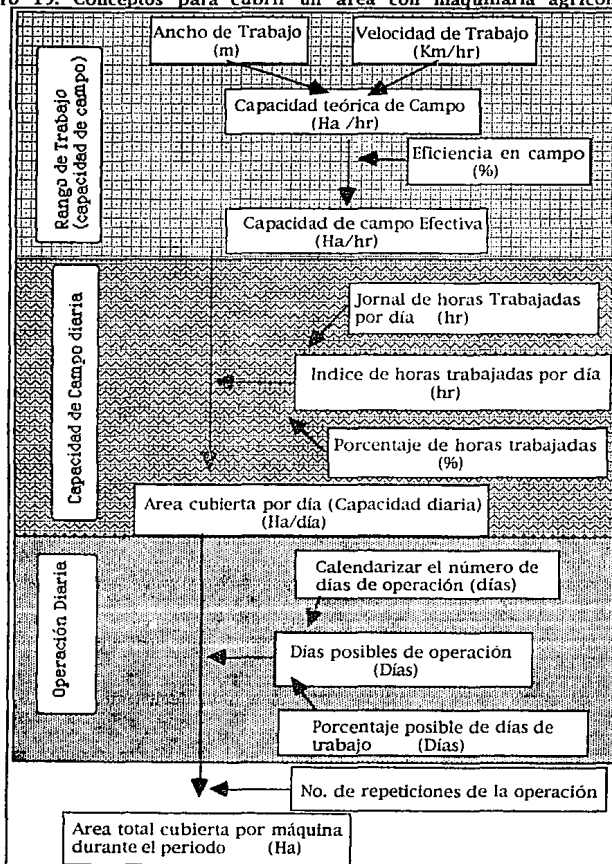 19. Conceptos para cubrir un área con maquinaria
Ancho de Trabajo
(m)
Velocidad de Trabajo
(Km/hr)
Rango de Trabajo
(capacidad de campo)
Capacidad teórica de Campo
(Ha /hr)
Eficiencia en campo
(%)
Capacidad de campo Efectiva
(Ha/hr)
Capacidad de Campo diaria
Jornal de horas Trabajadas
por día (hr)
Indice de horas trabajadas por día
(hr)
Porcentaje de horas trabajadas
(%)
Area cubierta por día (Capacidad diaria)
(Ha/día)
Operación Diaria
Calendarizar el número de
días de operación (días)
Días posibles de operación
(Días)
Porcentaje posible de días de
trabajo (Días)
No. de repeticiones de la operación
Area total cubierta por máquina
durante el periodo (Ha)